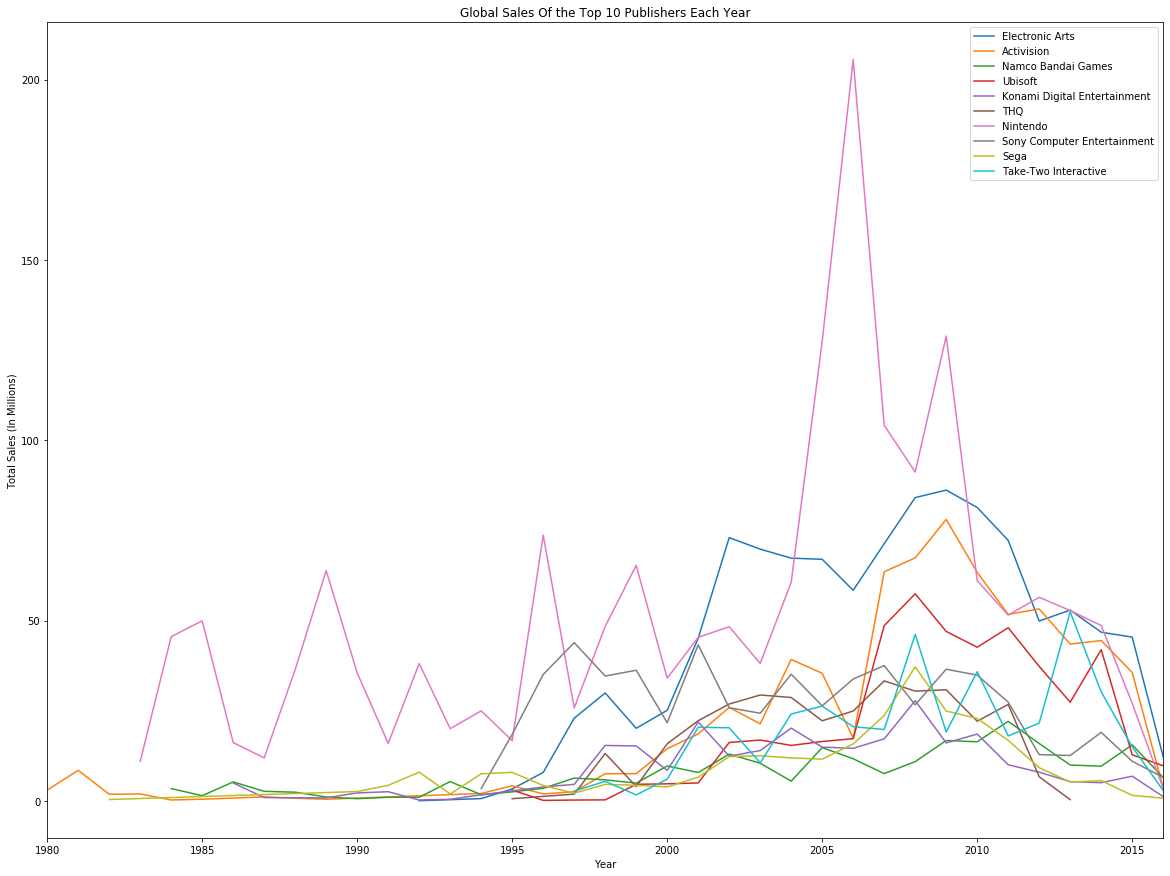 Global Sales Of the Top 10 Publishers Each Year
Electronic Arts
Activision
Namco Bandai Games
Ubisoft
Konami Digital Entertainment
THQ
Nintendo
Sony Computer Entertainment
Sega
Take-Two Interactive
200
150
100
50
0
Total Sales (In Millions)
1980
1985
1990
1995
2000
2005
2010
2015
Year